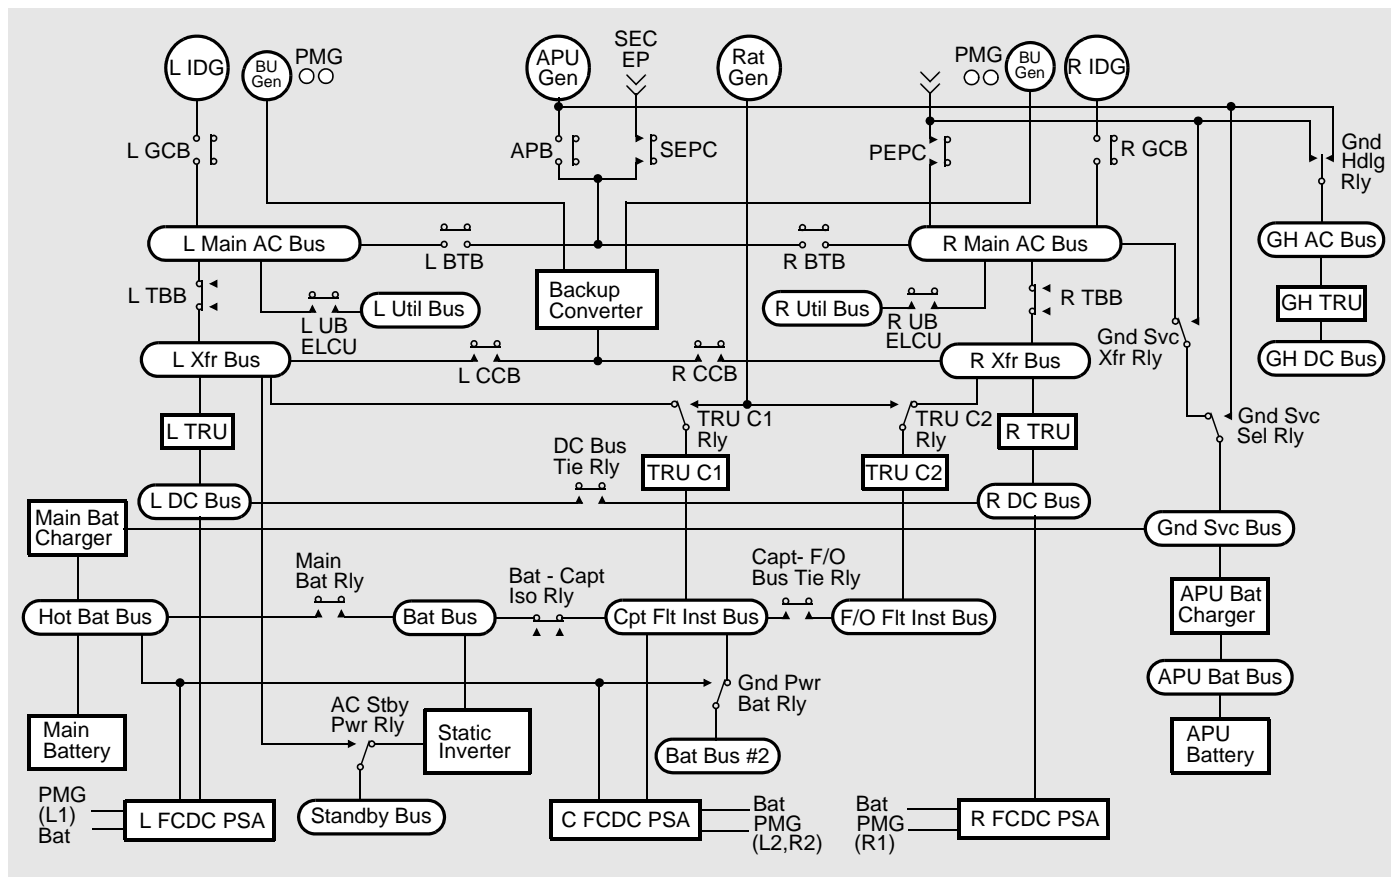 L IDG
BU
Gen
PMG
APU
Gen
SEC
EP
Rat
Gen
PMG
BU
Gen
R IDG
L GCB
APB
SEPC
PEPC
R GCB
Gnd
Hdlg
Rly
L Main AC Bus
L BTB
R BTB
R Main AC Bus
GH AC Bus
L TBB
L UB
ELCU
L Util Bus
Backup
Converter
R Util Bus
R UB
ELCU
R TBB
GH TRU
Gnd Svc
Xfr Rly
GH DC Bus
L Xfr Bus
L CCB
R CCB
R Xfr Bus
TRU C1
Rly
TRU C2
Rly
Gnd Svc
Sel Rly
L TRU
R TRU
DC Bus
Tie Rly
TRU C1
TRU C2
L DC Bus
R DC Bus
Main Bat
Charger
Gnd Svc Bus
Main
Bat Rly
Bat - Capt
Iso Rly
Capt- F/O
Bus Tie Rly
APU Bat
Charger
Hot Bat Bus
Bat Bus
Cpt Flt Inst Bus
F/O Flt Inst Bus
APU Bat Bus
Gnd Pwr
Bat Rly
AC Stby
Pwr Rly
Main
Battery
Static
Inverter
Bat Bus #2
APU
Battery
PMG
(L1)
Bat
L FCDC PSA
Standby Bus
C FCDC PSA
Bat
PMG
(L2,R2)
Bat
PMG
(R1)
R FCDC PSA